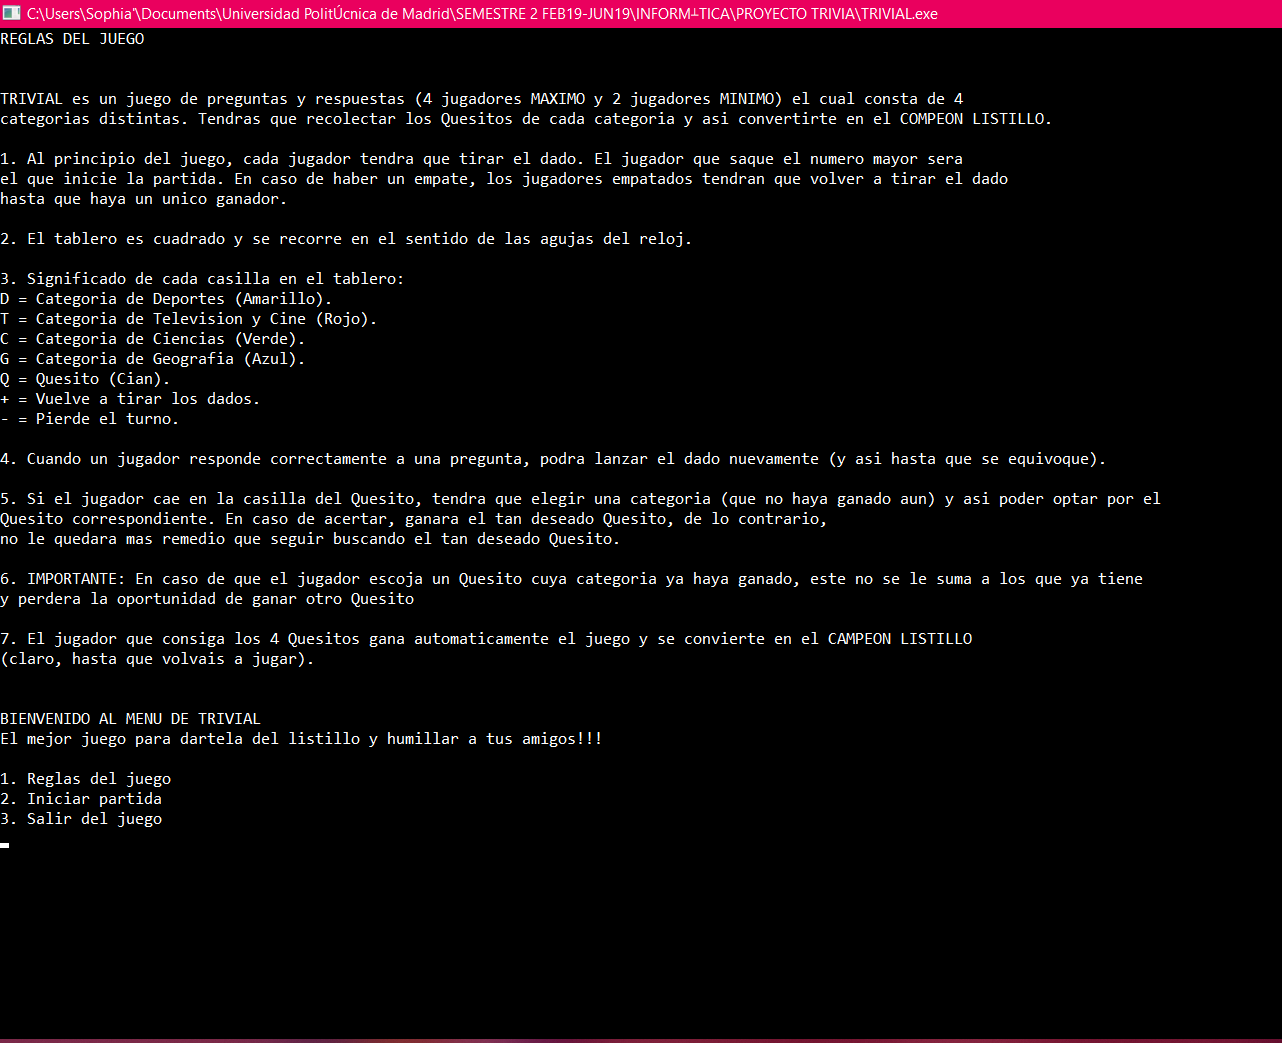 C:\Users\Sophia'\Documents\Universidad PolitÚcnica de Madrid\SEMESTRE 2 FEB19-JUN19\INFORM┴TICA\PROYECTO TRIVIA\TRIVIAL.exe
REGLAS DEL JUEGO
TRIVIAL es un juego de preguntas y respuestas (4 jugadores MAXIMO y 2 jugadores MINIMO) el cual consta de 4
categorias distintas. Tendras que recolectar los Quesitos de cada categoria y asi convertirte en el COMPEON LISTILLO.
1. Al principio del juego, cada jugador tendra que tirar el dado. El jugador que saque el numero mayor sera
el que inicie la partida. En caso de haber un empate, los jugadores empatados tendran que volver a tirar el dado
hasta que haya un unico ganador.
2. El tablero es cuadrado y se recorre en el sentido de las agujas del reloj.
3. Significado de cada casilla en el tablero:
D = Categoria de Deportes (Amarillo).
T = Categoria de Television y Cine (Rojo).
C = Categoria de Ciencias (Verde).
G = Categoria de Geografia (Azul).
Q = Quesito (Cian).
+ = Vuelve a tirar los dados.
- = Pierde el turno.
4. Cuando un jugador responde correctamente a una pregunta, podra lanzar el dado nuevamente (y asi hasta que se equivoque).
5. Si el jugador cae en la casilla del Quesito, tendra que elegir una categoria (que no haya ganado aun) y asi poder optar por el
Quesito correspondiente. En caso de acertar, ganara el tan deseado Quesito, de lo contrario,
no le quedara mas remedio que seguir buscando el tan deseado Quesito.
6. IMPORTANTE: En caso de que el jugador escoja un Quesito cuya categoria ya haya ganado, este no se le suma a los que ya tiene
y perdera la oportunidad de ganar otro Quesito
7. El jugador que consiga los 4 Quesitos gana automaticamente el juego y se convierte en el CAMPEON LISTILLO
(claro, hasta que volvais a jugar).
BIENVENIDO AL MENU DE TRIVIAL
El mejor juego para dartela del listillo y humillar a tus amigos!!!
1. Reglas del juego
2. Iniciar partida
3. Salir del juego